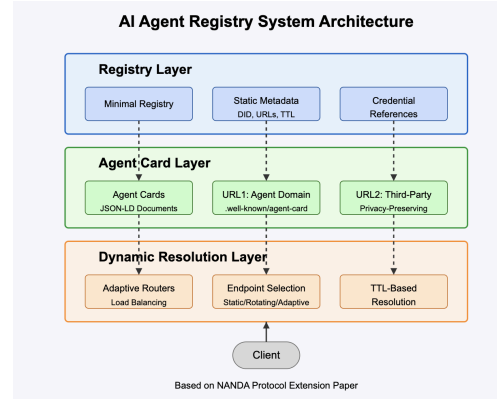 AI Agent Registry System Architecture
Registry Layer
Minimal Registry
Static Metadata
DID, URLs, TTL
Credential
References
Agent Card Layer
Agent Cards
JSON-LD Documents
URL1: Agent Domain
.well-known/agent-card
URL2: Third-Party
Privacy-Preserving
Dynamic Resolution Layer
Adaptive Routers
Load Balancing
Endpoint Selection
Static/Rotating/Adaptive
TTL-Based
Resolution
Client
Based on NANDA Protocol Extension Paper